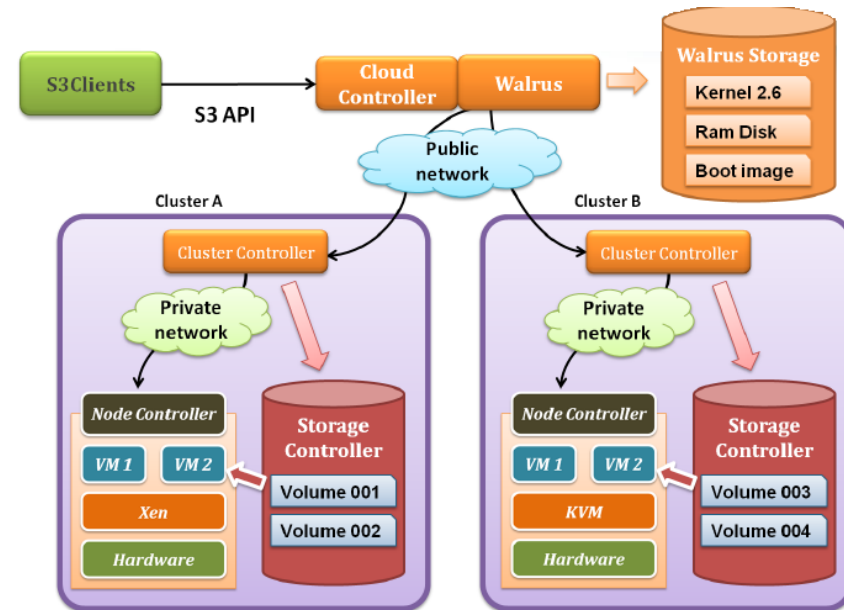 S3Clients
S3 API
Cloud
Controller
Walrus
Walrus Storage
Kernel 2.6
Ram Disk
Boot image
Public
network
Cluster A
Cluster Controller
Private
network
Node Controller
VM 1
VM 2
Xen
Hardware
Storage
Controller
Volume 001
Volume 002
Cluster B
Cluster Controller
Private
network
Node Controller
VM 1
VM 2
KVM
Hardware
Storage
Controller
Volume 003
Volume 004